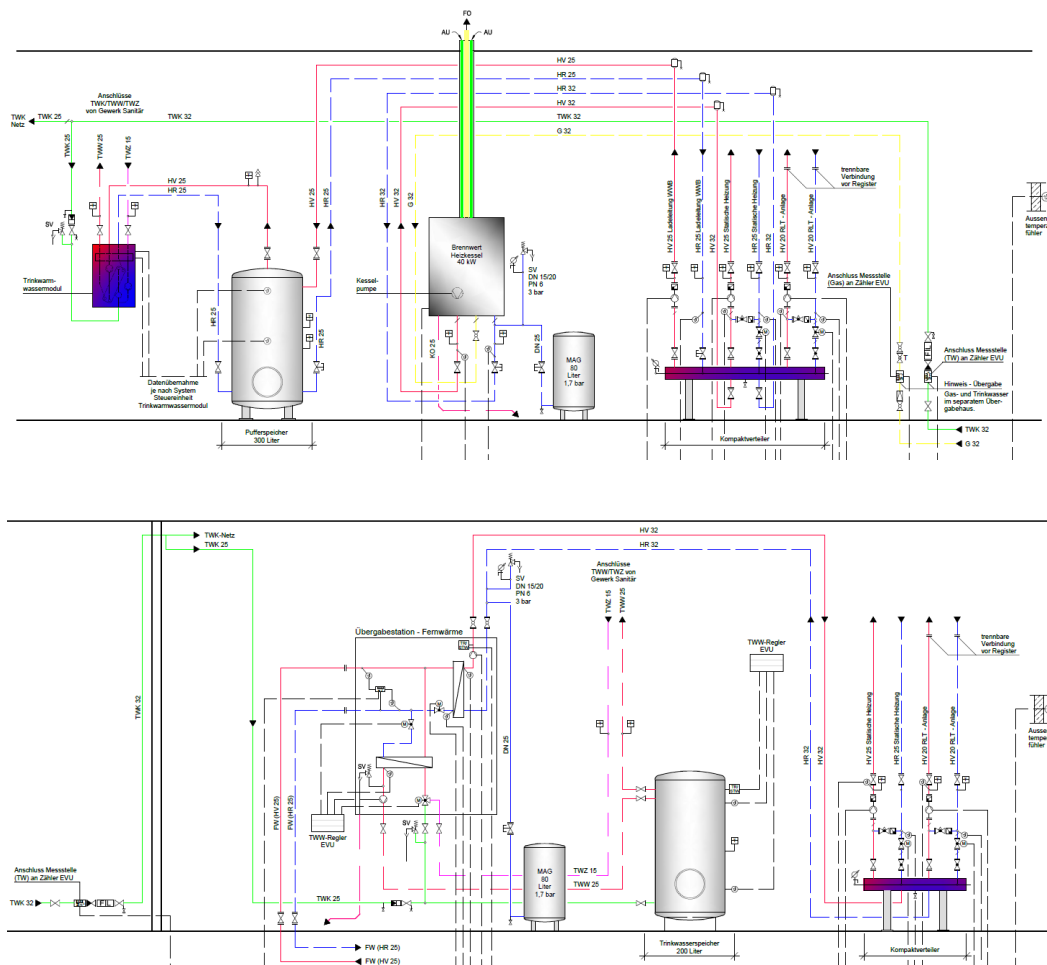 FO
AU
AU
HV 25
HR 25
HR 32
HV 32
TWK 32
G 32
Anschlüsse
TWK/TWW/TWZ
von Gewerk Sanitär
TWK
Netz
TWK 25
TWK 32
TWK 25
TWW 25
TWZ 15
HV 25
HR 25
SV
Trinkwarm-
wassermodul
HV 25
HR 25
HR 32
HV 32
G 32
Brennwert
Heizkessel
40 kW
Kessel-
pumpe
SV
DN 15/20
PN 6
3 bar
HR 25
HR 25
KO 25
DN 25
MAG
80
Liter
1,7 bar
Datenübernahme
je nach System
Steuereinheit
Trinkwarmwassermodul
Pufferspeicher
300 Liter
HV 25 Ladeleitung WWB
HR 25 Ladeleitung WWB
HV 32
HV 25 Statische Heizung
HR 25 Statische Heizung
HR 32
HV 20 RLT - Anlage
HV 20 RLT - Anlage
trennbare
Verbindung
vor Register
Aussen
tempera
fühler
Anschluss Messstelle
(Gas) an Zähler EVU
FIL
Anschluss Messstelle
(TW) an Zähler EVU
Hinweis - Übergabe
Gas- und Trinkwasser
im separatem Über-
gabehaus.
Kompaktverteiler
TWK 32
G 32
TWK-Netz
TWK 25
HV 32
HR 32
SV
DN 15/20
PN 6
3 bar
Anschlüsse
TWW/TWZ von
Gewerk Sanitär
TWZ 15
TWW 25
Übergabestation - Fernwärme
TWW-Regler
EVU
trennbare
Verbindung
vor Register
TWK 32
DN 25
HR 32
HV 32
HV 25 Statische Heizung
HR 25 Statische Heizung
HV 20 RLT - Anlage
HV 20 RLT - Anlage
Ausse
tempe
fühler
FW (HV 25)
FW (HR 25)
SV
TWW-Regler
EVU
SV
MAG
80
Liter
1,7 bar
TWZ 15
TWW 25
Anschluss Messstelle
(TW) an Zähler EVU
TWK 32
FIL
TWK 25
FW (HR 25)
FW (HV 25)
Trinkwasserspeicher
200 Liter
Kompaktverteiler